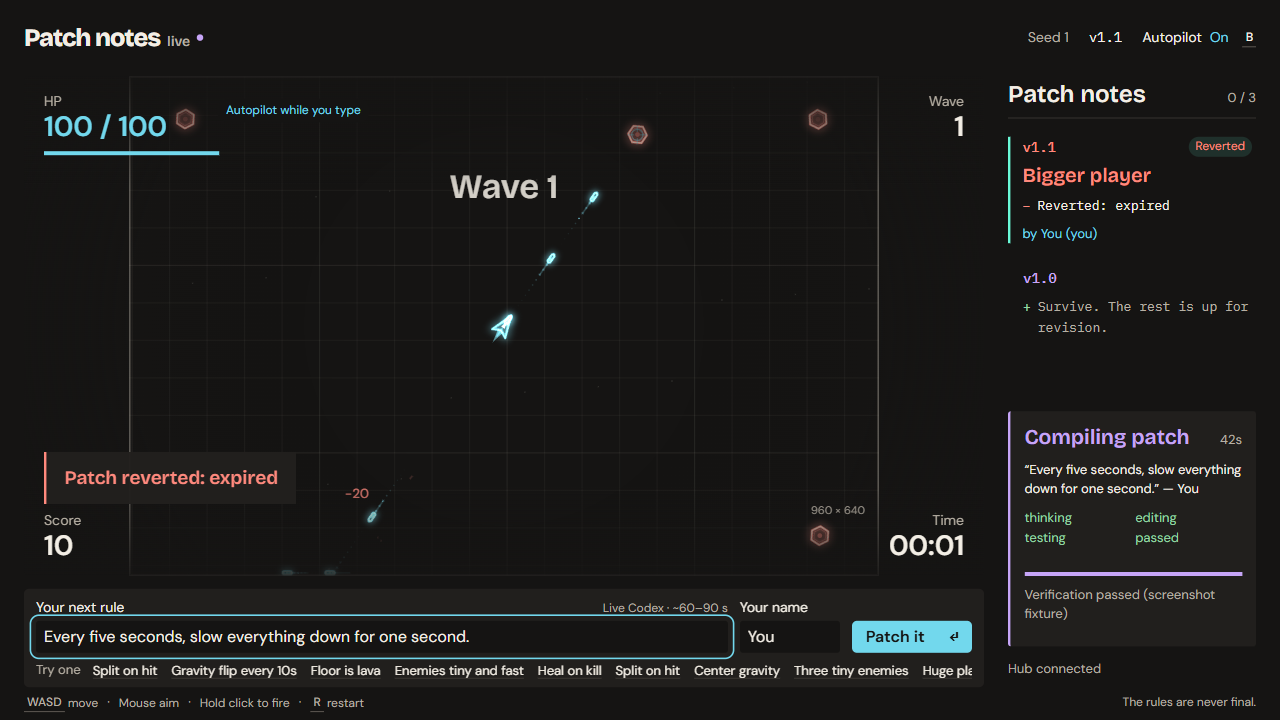 Patch notes live
Seed 1 v1.1 Autopilot On B
HP
100 / 100
Autopilot while you type
Wave
1
Wave 1
-20
Patch reverted: expired
960 × 640
Score
10
Time
00:01
Patch notes 0 / 3
v1.1 Reverted
Bigger player
– Reverted: expired
by You (you)
v1.0
+ Survive. The rest is up for
revision.
Compiling patch 42s
“Every five seconds, slow everything
down for one second.” — You
thinking editing
testing passed
Verification passed (screenshot
fixture)
Hub connected
Your next rule Live Codex · ~60–90 s Your name
Every five seconds, slow everything down for one second. You Patch it ↵
Try one Split on hit Gravity flip every 10s Floor is lava Enemies tiny and fast Heal on kill Split on hit Center gravity Three tiny enemies Huge
WASD move · Mouse aim · Hold click to fire · R restart
The rules are never final.